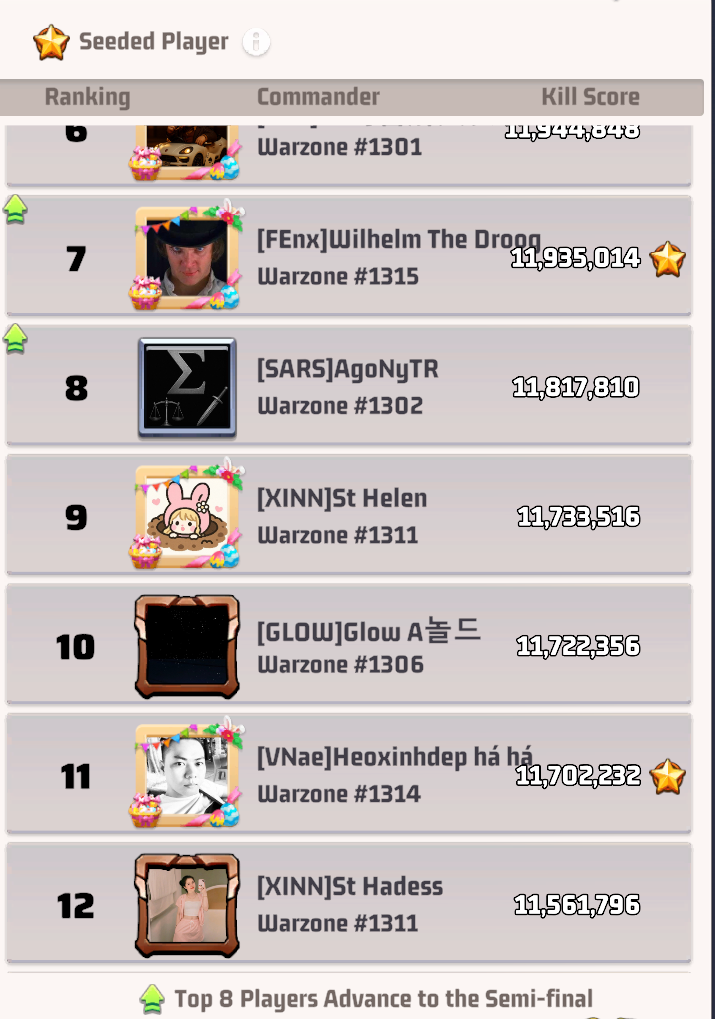 Seeded Player
Ranking Commander Kill Score
6 11,944,848
Warzone #1301
7 [FEnx]Wilhelm The Droog 11,935,014
Warzone #1315
8 [SARS]AgoNyTR 11,817,810
Warzone #1302
9 [XINN]St Helen 11,733,516
Warzone #1311
10 [GLOW]Glow A놀드 11,722,356
Warzone #1306
11 [VNae]Heoxinhdep há há 11,702,232
Warzone #1314
12 [XINN]St Hadess 11,561,796
Warzone #1311
Top 8 Players Advance to the Semi-final